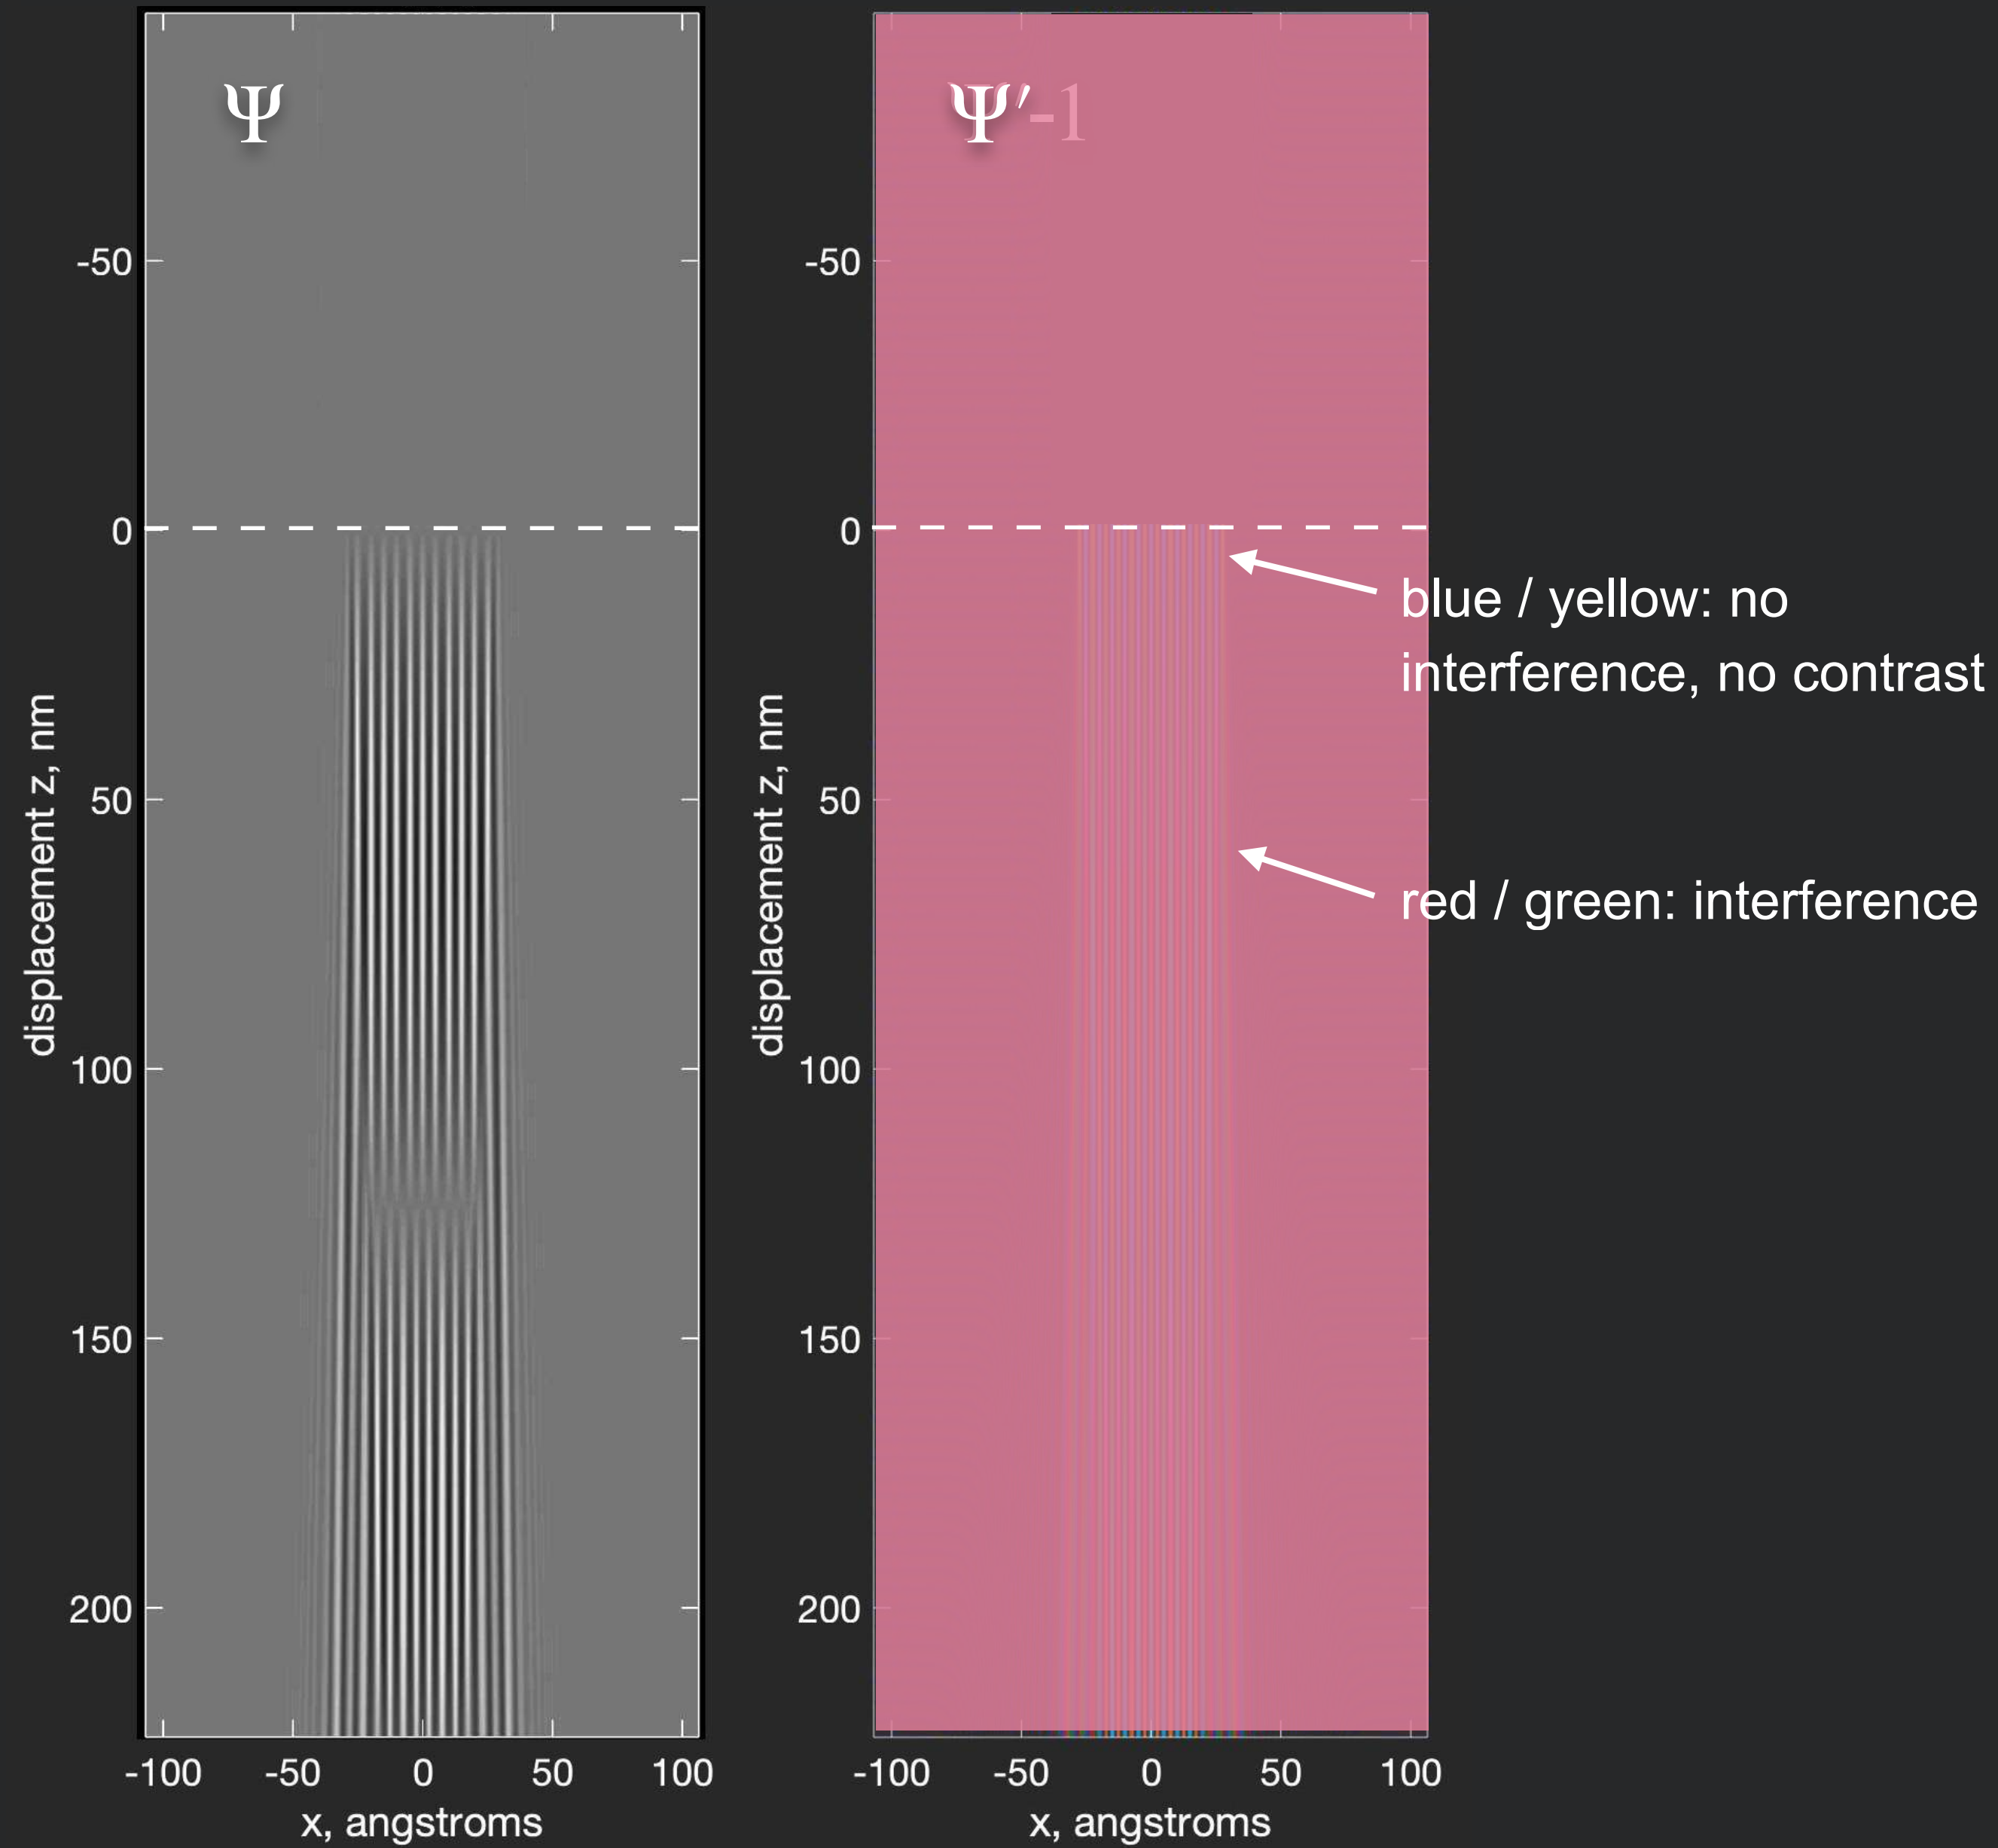 Ψ
-50
0
50
100
150
200
displacement z, nm
-100 -50 0 50 100
x, angstroms
Ψ′-1
-50
0
50
100
150
200
displacement z, nm
-100 -50 0 50 100
x, angstroms
blue / yellow: no
interference, no contrast
red / green: interference